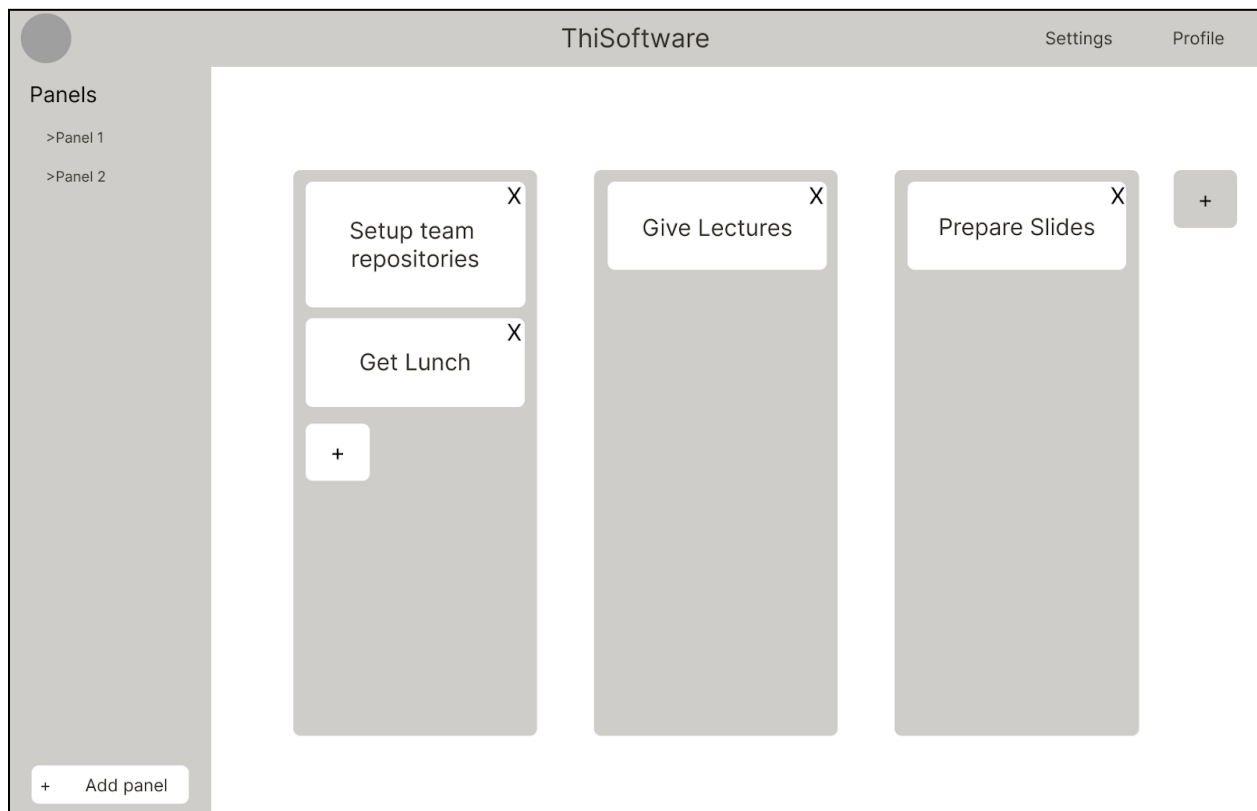 ThiSoftware
Settings
Profile
Panels
>Panel 1
>Panel 2
X
Setup team
repositories
X
Get Lunch
+
X
Give Lectures
X
Prepare Slides
+
+ Add panel